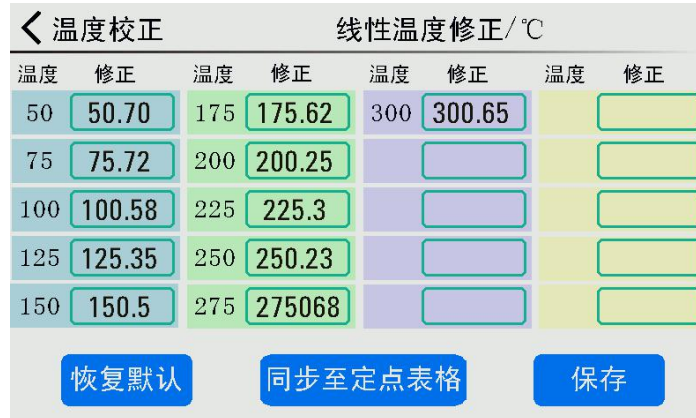 温度校正 线性温度修正/℃
温度 修正 温度 修正 温度 修正 温度 修正
50 50.70 175 175.62 300 300.65
75 75.72 200 200.25
100 100.58 225 225.3
125 125.35 250 250.23
150 150.5 275 275068
恢复默认 同步至定点表格 保存